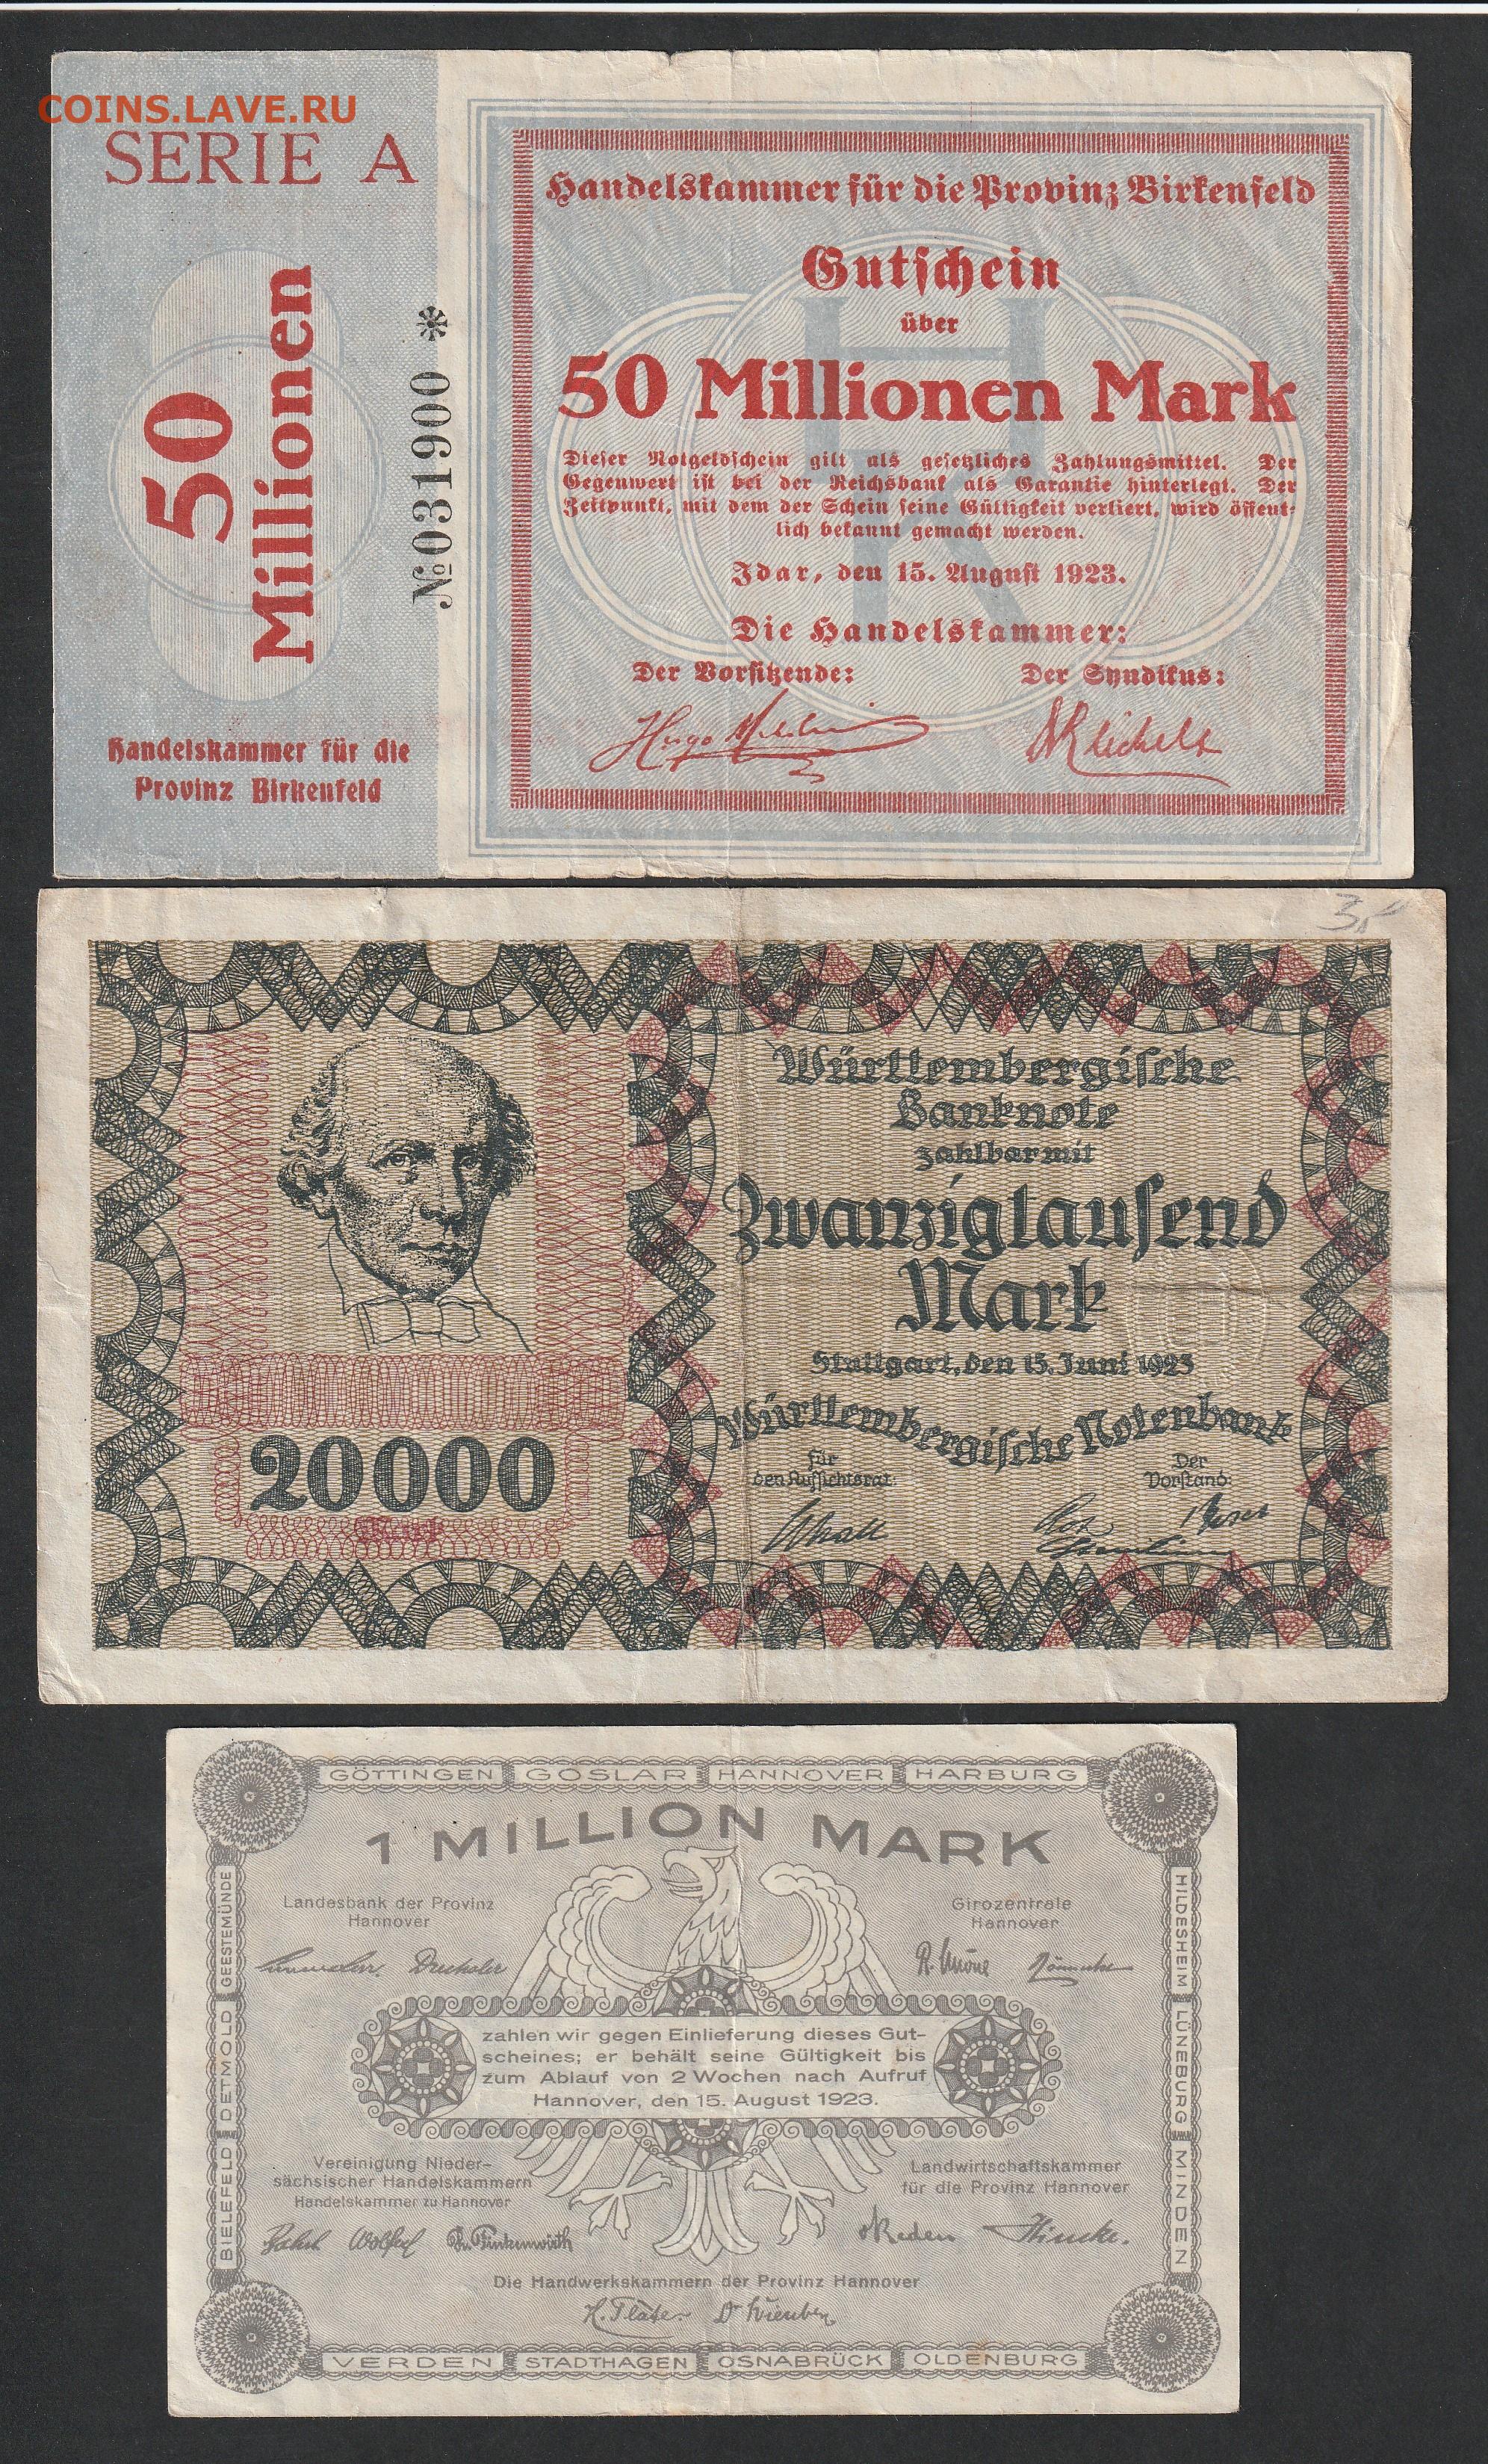 COINS.LAVE.RU
SERIE A
50
Millionen
Handelskammer für die
Provinz Birkenfeld
№ 031900 *
Handelskammer für die Provinz Birkenfeld
Gutschein
über
50 Millionen Mark
Dieser Notgeldschein gilt als gesetzliches Zahlungsmittel. Der
Gegenwert ist bei der Reichsbank als Garantie hinterlegt. Der
Zeitpunkt, mit dem der Schein seine Gültigkeit verliert, wird öffent-
lich bekannt gemacht werden.
Idar, den 15. August 1923.
Die Handelskammer:
Der Vorsitzende: Der Syndikus:
Hugo
HK
20000
Mark
Württembergische
Banknote
zahlbar mit
Zwanzigtausend
Mark
Stuttgart, den 15. Juni 1923
Württembergische Notenbank
für
den Aufsichtsrat:
Der
Vorstand:
GÖTTINGEN GOSLAR HANNOVER HARBURG
1 MILLION MARK
Landesbank der Provinz
Hannover
Girozentrale
Hannover
Drechsler
zahlen wir gegen Einlieferung dieses Gut-
scheines; er behält seine Gültigkeit bis
zum Ablauf von 2 Wochen nach Aufruf
Hannover, den 15. August 1923.
Vereinigung Nieder-
sächsischer Handelskammern
Handelskammer zu Hannover
Landwirtschaftskammer
für die Provinz Hannover
Die Handwerkskammern der Provinz Hannover
H. Plate
BIELEFELD DETMOLD GEESTEMÜNDE
HILDESHEIM LÜNEBURG MINDEN
VERDEN STADTHAGEN OSNABRÜCK OLDENBURG